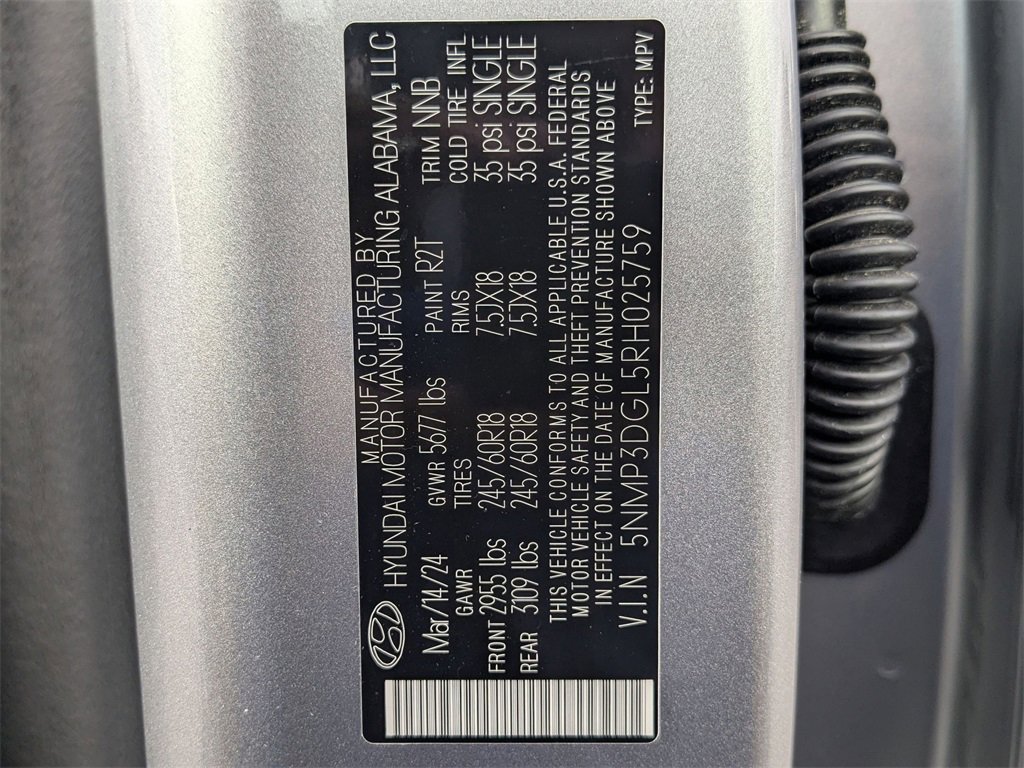 MANUFACTURED BY
HYUNDAI MOTOR MANUFACTURING ALABAMA, LLC
Mar/14/24 GVWR 5677 lbs PAINT R2T TRIM NNB
GAWR TIRES RIMS COLD TIRE INFL
FRONT 2955 lbs 245/60R18 7.5JX18 35 psi SINGLE
REAR 3109 lbs 245/60R18 7.5JX18 35 psi SINGLE
THIS VEHICLE CONFORMS TO ALL APPLICABLE U.S.A. FEDERAL
MOTOR VEHICLE SAFETY AND THEFT PREVENTION STANDARDS
IN EFFECT ON THE DATE OF MANUFACTURE SHOWN ABOVE
V.I.N 5NMP3DGL5RH025759 TYPE: MPV